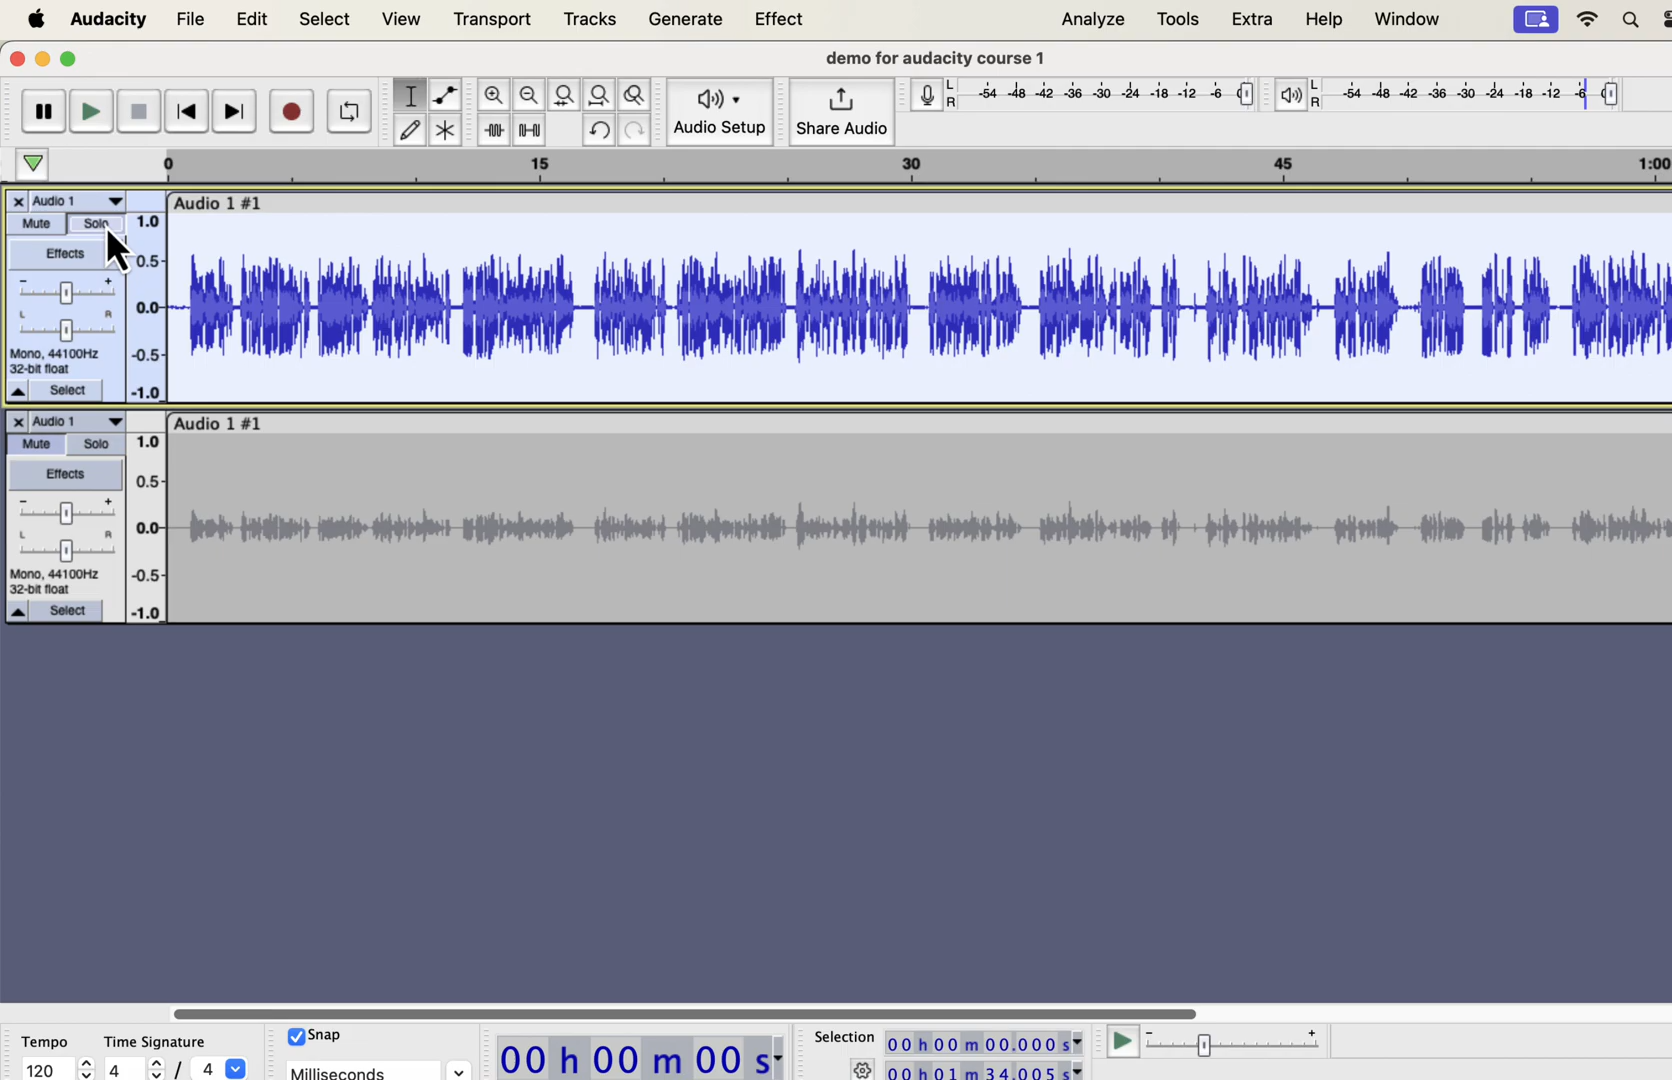 Audacity File Edit Select View Transport Tracks Generate Effect Analyze Tools Extra Help Window
demo for audacity course 1
L -54 -48 -42 -36 -30 -24 -18 -12 -6
R
L -54 -48 -42 -36 -30 -24 -18 -12 -6
R
Audio Setup
Share Audio
0 15 30 45 1:00
Audio 1
Audio 1 #1
Mute Solo
1.0
Effects
0.5
- +
0.0
L R
Mono, 44100Hz
-0.5
32-bit float
Select
-1.0
Audio 1
Audio 1 #1
Mute Solo
1.0
Effects
0.5
- +
0.0
L R
Mono, 44100Hz
-0.5
32-bit float
Select
-1.0
Tempo
120
Time Signature
4 / 4
Snap
Milliseconds
00 h 00 m 00 s
Selection
00 h 00 m 00.000 s
00 h 01 m 34.005 s
- +